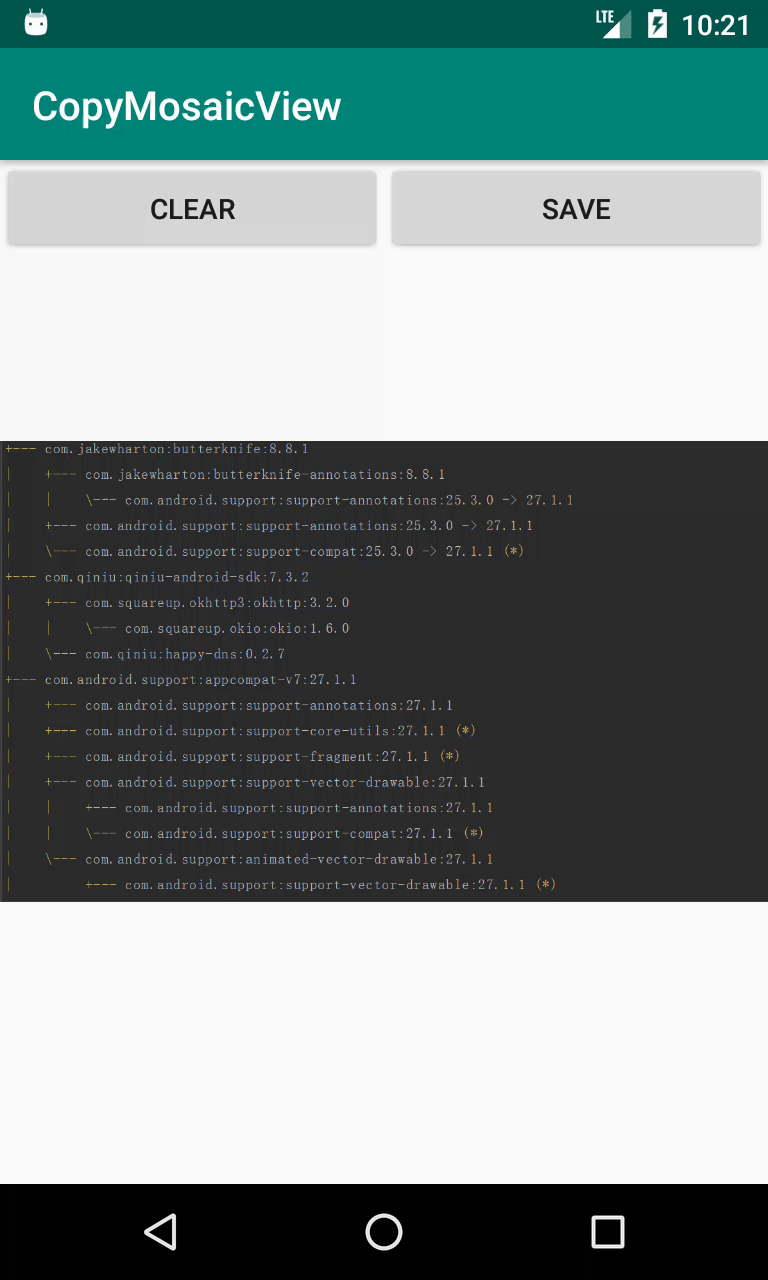 LTE 10:21
CopyMosaicView
CLEAR SAVE
+--- com.jakewharton:butterknife:8.8.1
|    +--- com.jakewharton:butterknife-annotations:8.8.1
|    |    \--- com.android.support:support-annotations:25.3.0 -> 27.1.1
|    +--- com.android.support:support-annotations:25.3.0 -> 27.1.1
|    \--- com.android.support:support-compat:25.3.0 -> 27.1.1 (*)
+--- com.qiniu:qiniu-android-sdk:7.3.2
|    +--- com.squareup.okhttp3:okhttp:3.2.0
|    |    \--- com.squareup.okio:okio:1.6.0
|    \--- com.qiniu:happy-dns:0.2.7
+--- com.android.support:appcompat-v7:27.1.1
|    +--- com.android.support:support-annotations:27.1.1
|    +--- com.android.support:support-core-utils:27.1.1 (*)
|    +--- com.android.support:support-fragment:27.1.1 (*)
|    +--- com.android.support:support-vector-drawable:27.1.1
|    |    +--- com.android.support:support-annotations:27.1.1
|    |    \--- com.android.support:support-compat:27.1.1 (*)
|    \--- com.android.support:animated-vector-drawable:27.1.1
|         +--- com.android.support:support-vector-drawable:27.1.1 (*)